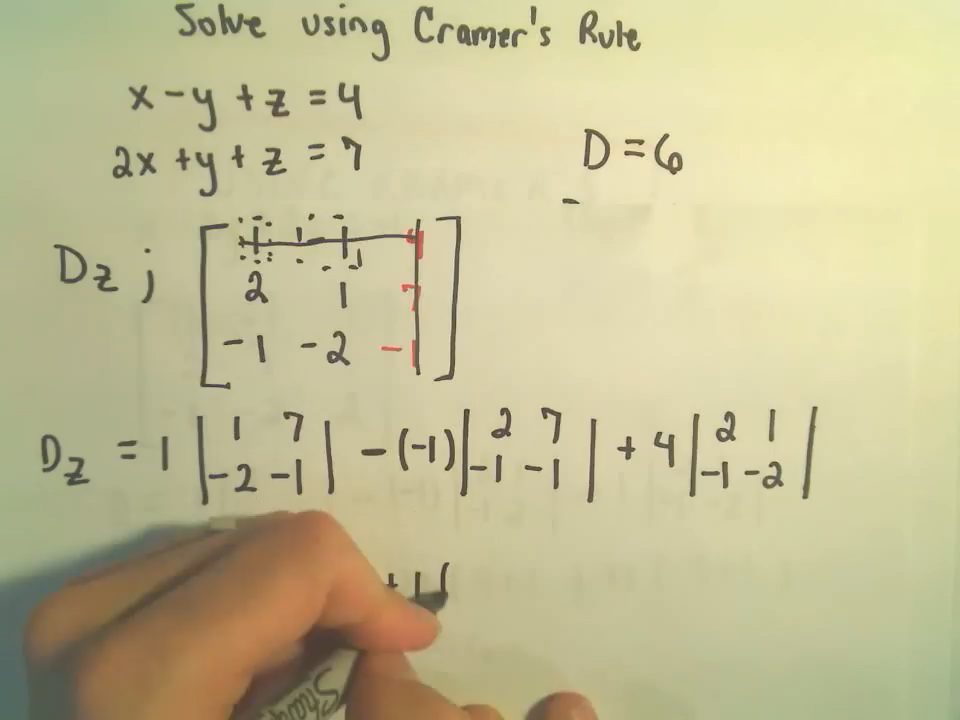 Solve using Cramer's Rule
x - y + z = 4
2x + y + z = 7
D = 6
Dz ; [ 1 -1 4 ]
2 1 7
-1 -2 -1
Dz = 1 | 1 7 | - (-1) | 2 7 | + 4 | 2 1 |
-2 -1 -1 -1 -1 -2
+ 1(